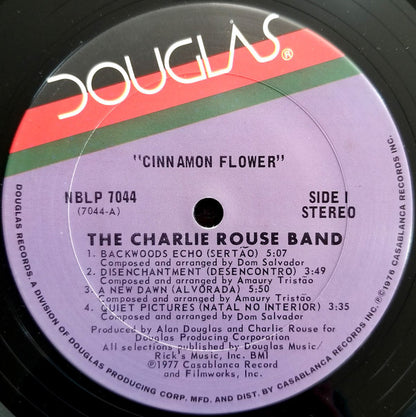 DOUGLAS®
"CINNAMON FLOWER"
NBLP 7044
(7044-A)
SIDE I
STEREO
THE CHARLIE ROUSE BAND
1. BACKWOODS ECHO (SERTÃO) 5:07
Composed and arranged by Dom Salvador
2. DISENCHANTMENT (DESENCONTRO) 3:49
Composed and arranged by Amaury Tristão
3. A NEW DAWN (ALVORADA) 5:50
Composed and arranged by Amaury Tristão
4. QUIET PICTURES (NATAL NO INTERIOR) 3:35
Composed and arranged by Dom Salvador
Produced by Alan Douglas and Charlie Rouse for
Douglas Producing Corporarion
All selections published by Douglas Music/
Rick's Music, Inc. BMI
©1977 Casablanca Record
and Filmworks, Inc.
DOUGLAS RECORDS, A DIVISION OF DOUGLAS PRODUCING CORP. MFD. AND DIST. BY CASABLANCA RECORDS INC. ℗©1976 CASABLANCA RECORDS INC.